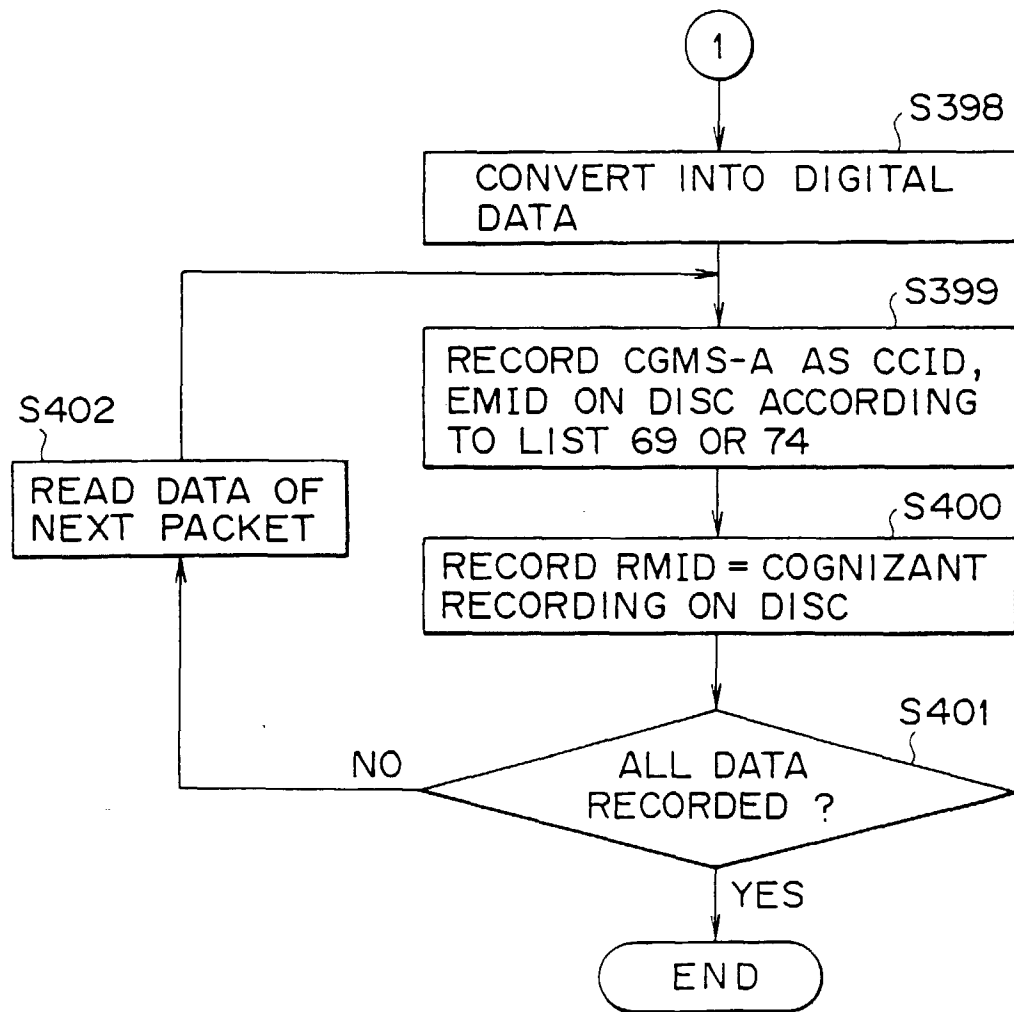 1
S398
CONVERT INTO DIGITAL
DATA
S399
RECORD CGMS-A AS CCID,
EMID ON DISC ACCORDING
TO LIST 69 OR 74
S402
READ DATA OF
NEXT PACKET
S400
RECORD RMID = COGNIZANT
RECORDING ON DISC
S401
NO
ALL DATA
RECORDED ?
YES
END